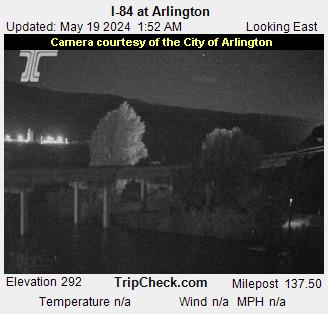 I-84 at Arlington
Updated: May 19 2024 1:52 AM Looking East
Camera courtesy of the City of Arlington
Elevation 292 TripCheck.com Milepost 137.50
Temperature n/a Wind n/a MPH n/a